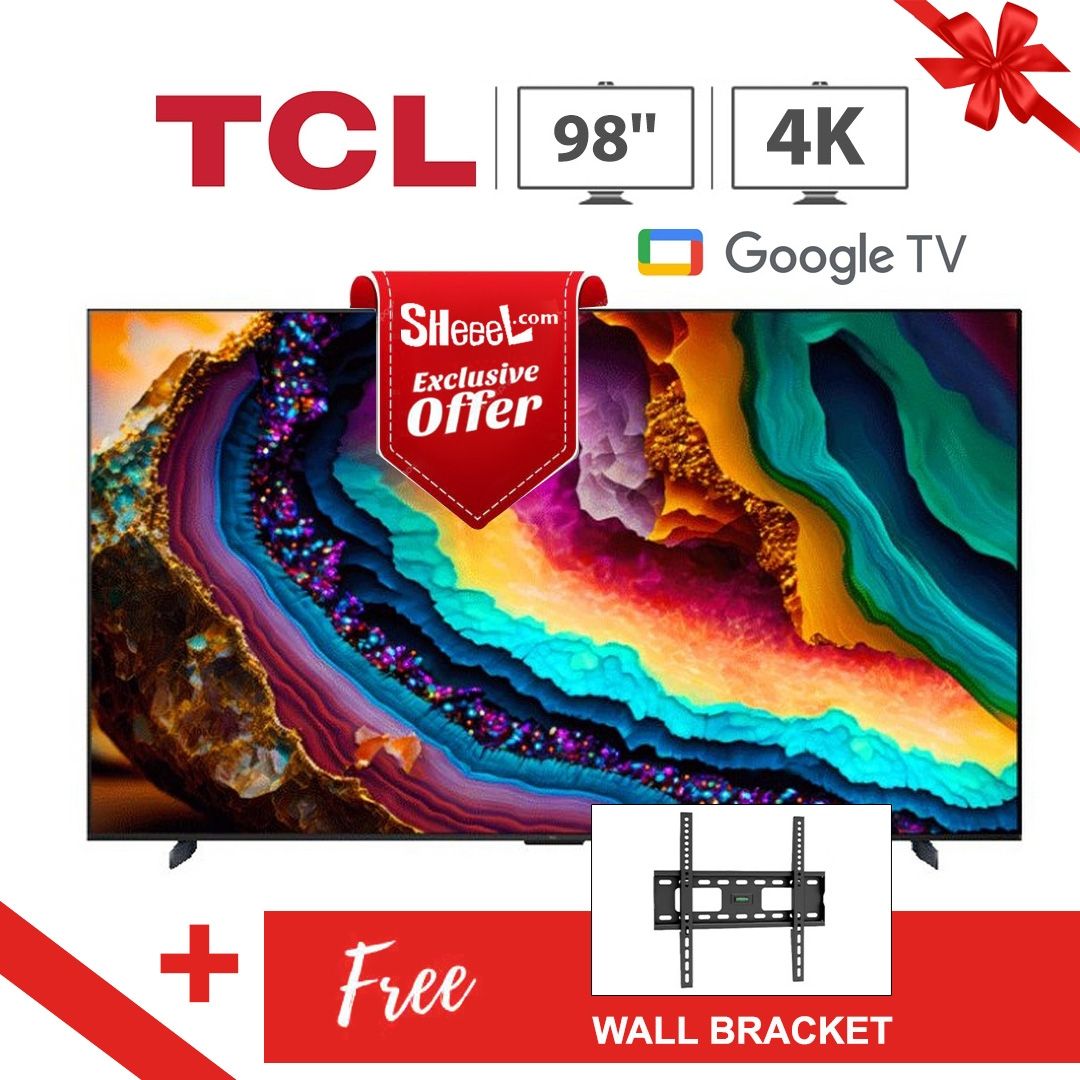 TCL
98"
4K
Google TV
SHeeeL.com
Exclusive
Offer
Free
WALL BRACKET